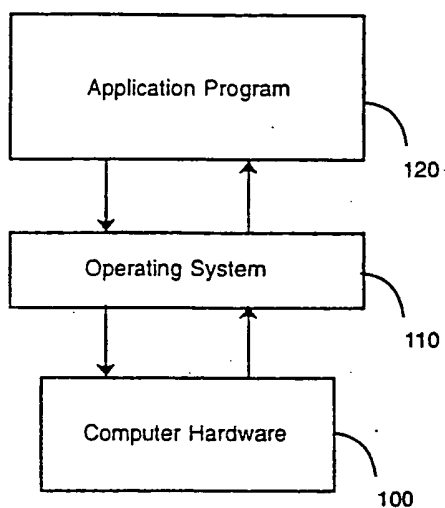 Application Program
120
Operating System
110
Computer Hardware
100